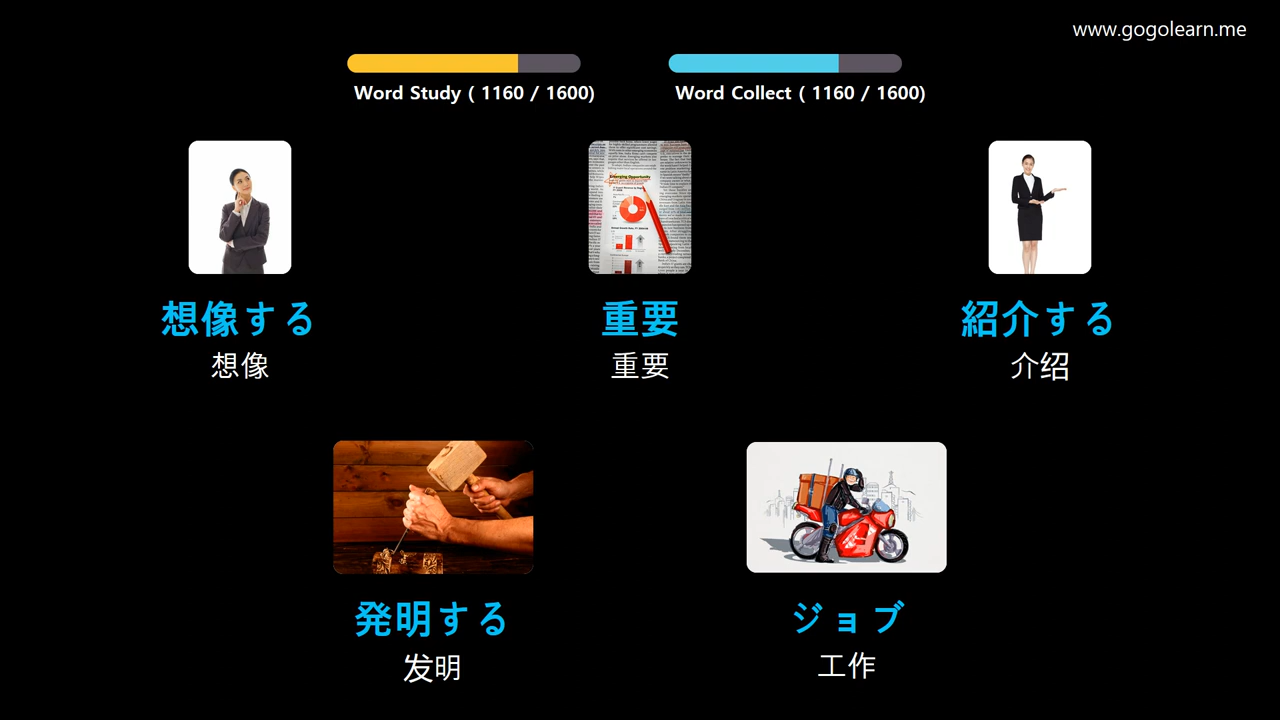 www.gogolearn.me
Word Study ( 1160 / 1600)
Word Collect ( 1160 / 1600)
Emerging Opportunity
想像する
重要
紹介する
想像
重要
介绍
発明する
ジョブ
发明
工作